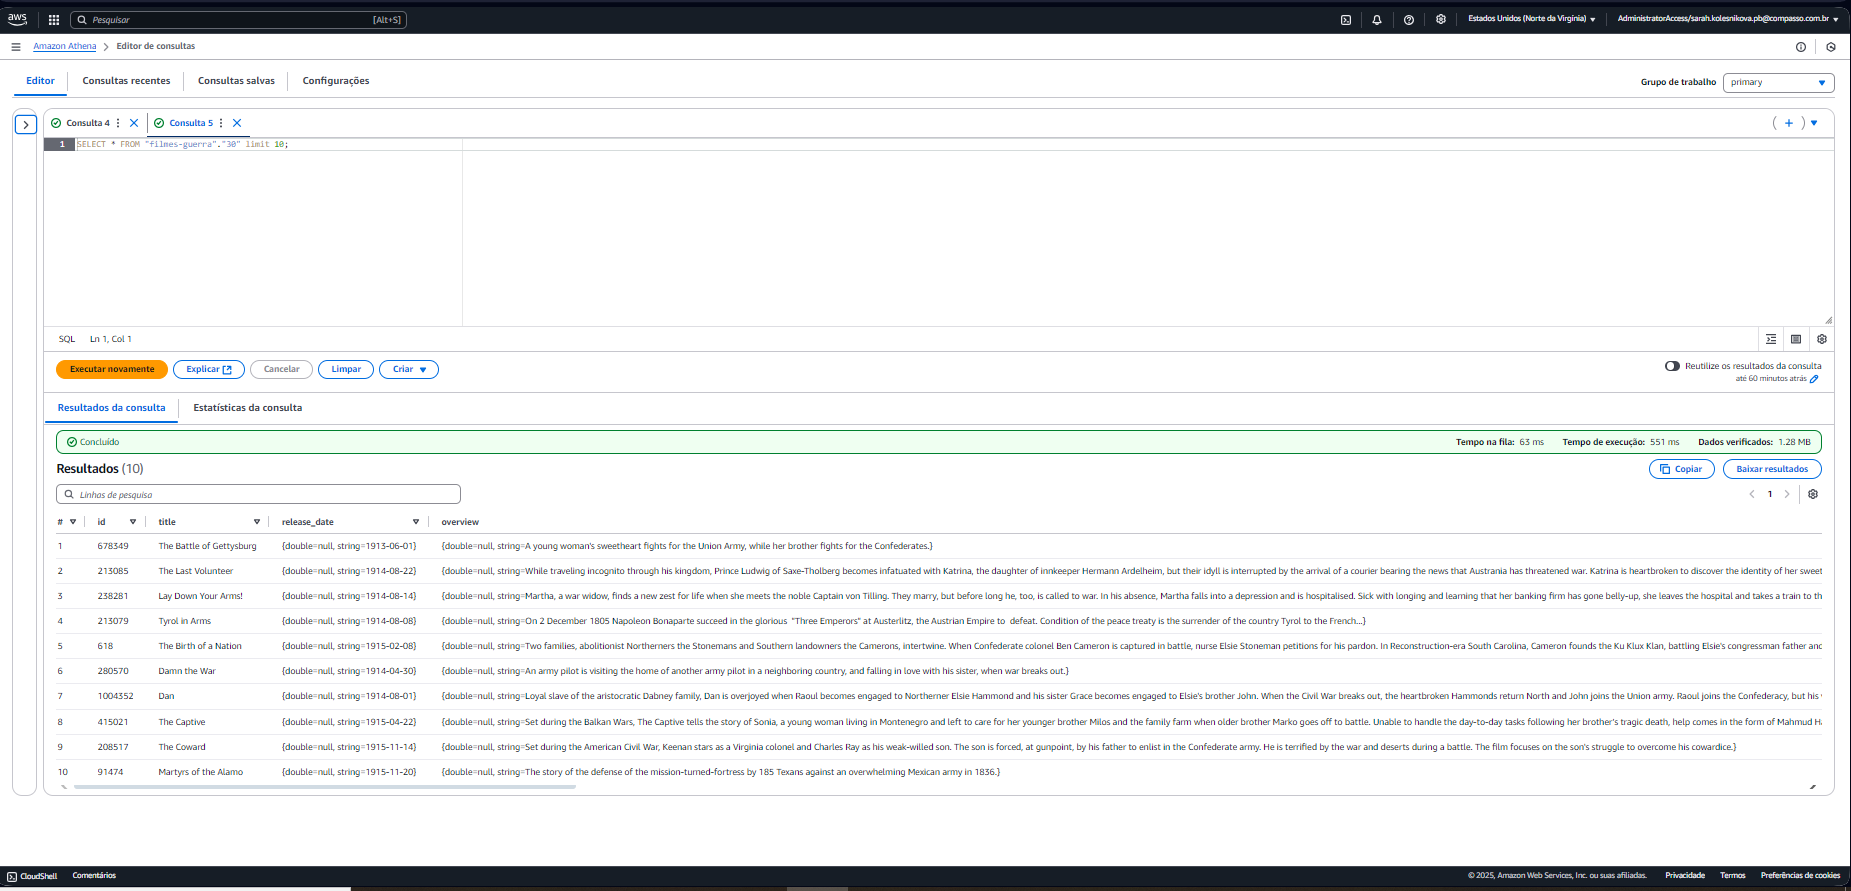 aws Pesquisar [Alt+S] Estados Unidos (Norte da Virgínia) AdministratorAccess/sarah.kolesnikova.pb@compasso.com.br
Amazon Athena Editor de consultas
Editor Consultas recentes Consultas salvas Configurações Grupo de trabalho primary
Consulta 4 Consulta 5
1 SELECT * FROM "filmes-guerra"."30" limit 10;
SQL Ln 1, Col 1
Executar novamente Explicar Cancelar Limpar Criar Reutilize os resultados da consulta
até 60 minutos atrás
Resultados da consulta Estatísticas da consulta
Concluído Tempo na fila: 63 ms Tempo de execução: 551 ms Dados verificados: 1.28 MB
Resultados (10) Copiar Baixar resultados
Linhas de pesquisa 1
# id title release_date overview
1 678349 The Battle of Gettysburg {double=null, string=1913-06-01} {double=null, string=A young woman's sweetheart fights for the Union Army, while her brother fights for the Confederates.}
2 213085 The Last Volunteer {double=null, string=1914-08-22} {double=null, string=While traveling incognito through his kingdom, Prince Ludwig of Saxe-Tholberg becomes infatuated with Katrina, the daughter of innkeeper Hermann Ardelheim, but their idyll is interrupted by the arrival of a courier bearing the news that Austrania has threatened war. Katrina is heartbroken to discover the identity of her sweet
3 238281 Lay Down Your Arms! {double=null, string=1914-08-14} {double=null, string=Martha, a war widow, finds a new zest for life when she meets the noble Captain von Tilling. They marry, but before long he, too, is called to war. In his absence, Martha falls into a depression and is hospitalised. Sick with longing and learning that her banking firm has gone belly-up, she leaves the hospital and takes a train to th
4 213079 Tyrol in Arms {double=null, string=1914-08-08} {double=null, string=On 2 December 1805 Napoleon Bonaparte succeed in the glorious "Three Emperors" at Austerlitz, the Austrian Empire to defeat. Condition of the peace treaty is the surrender of the country Tyrol to the French...}
5 618 The Birth of a Nation {double=null, string=1915-02-08} {double=null, string=Two families, abolitionist Northerners the Stonemans and Southern landowners the Camerons, intertwine. When Confederate colonel Ben Cameron is captured in battle, nurse Elsie Stoneman petitions for his pardon. In Reconstruction-era South Carolina, Cameron founds the Ku Klux Klan, battling Elsie's congressman father and
6 280570 Damn the War {double=null, string=1914-04-30} {double=null, string=An army pilot is visiting the home of another army pilot in a neighboring country, and falling in love with his sister, when war breaks out.}
7 1004352 Dan {double=null, string=1914-08-01} {double=null, string=Loyal slave of the aristocratic Dabney family, Dan is overjoyed when Raoul becomes engaged to Northerner Elsie Hammond and his sister Grace becomes engaged to Elsie's brother John. When the Civil War breaks out, the heartbroken Hammonds return North and John joins the Union army. Raoul joins the Confederacy, but his
8 415021 The Captive {double=null, string=1915-04-22} {double=null, string=Set during the Balkan Wars, The Captive tells the story of Sonia, a young woman living in Montenegro and left to care for her younger brother Milos and the family farm when older brother Marko goes off to battle. Unable to handle the day-to-day tasks following her brother's tragic death, help comes in the form of Mahmud
9 208517 The Coward {double=null, string=1915-11-14} {double=null, string=Set during the American Civil War, Keenan stars as a Virginia colonel and Charles Ray as his weak-willed son. The son is forced, at gunpoint, by his father to enlist in the Confederate army. He is terrified by the war and deserts during a battle. The film focuses on the son's struggle to overcome his cowardice.}
10 91474 Martyrs of the Alamo {double=null, string=1915-11-20} {double=null, string=The story of the defense of the mission-turned-fortress by 185 Texans against an overwhelming Mexican army in 1836.}
CloudShell Comentários © 2025, Amazon Web Services, Inc. ou suas afiliadas. Privacidade Termos Preferências de cookies